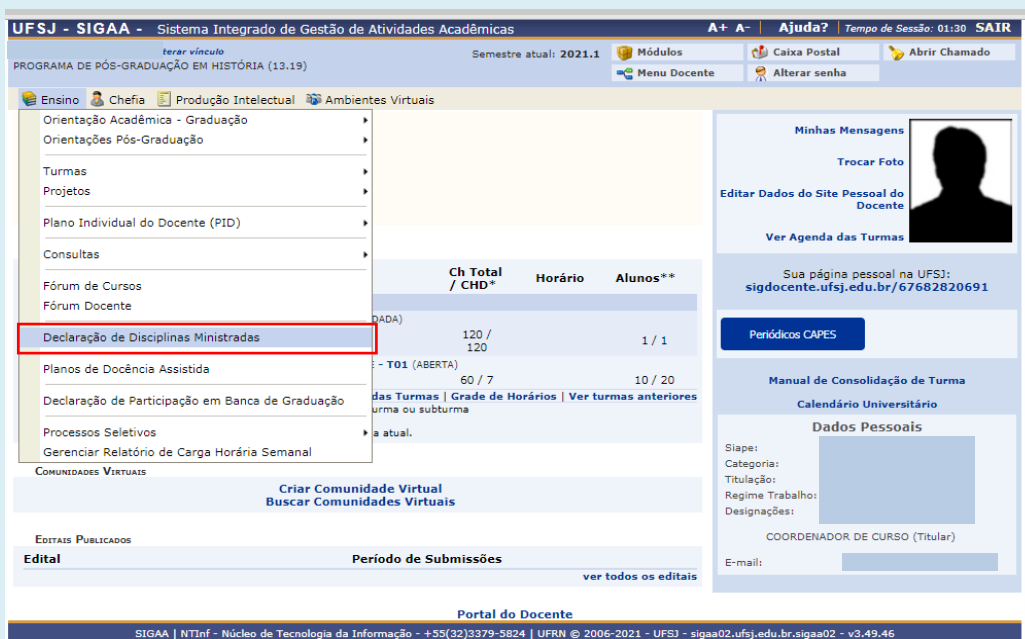 UFSJ - SIGAA - Sistema Integrado de Gestão de Atividades Acadêmicas A+ A- Ajuda? Tempo de Sessão: 01:30 SAIR
terar vínculo
PROGRAMA DE PÓS-GRADUAÇÃO EM HISTÓRIA (13.19)
Semestre atual: 2021.1
Módulos Caixa Postal Abrir Chamado
Menu Docente Alterar senha
Ensino Chefia Produção Intelectual Ambientes Virtuais
Orientação Acadêmica - Graduação
Orientações Pós-Graduação
Turmas
Projetos
Plano Individual do Docente (PID)
Consultas
Fórum de Cursos
Fórum Docente
Declaração de Disciplinas Ministradas
Planos de Docência Assistida
Declaração de Participação em Banca de Graduação
Processos Seletivos
Gerenciar Relatório de Carga Horária Semanal
Ch Total / CHD* Horário Alunos**
DADA)
120 / 120 1 / 1
- T01 (ABERTA)
60 / 7 10 / 20
das Turmas | Grade de Horários | Ver turmas anteriores
urma ou subturma
a atual.
Comunidades Virtuais
Criar Comunidade Virtual
Buscar Comunidades Virtuais
Editais Publicados
Edital Período de Submissões
ver todos os editais
Minhas Mensagens
Trocar Foto
Editar Dados do Site Pessoal do
Docente
Ver Agenda das Turmas
Sua página pessoal na UFSJ:
sigdocente.ufsj.edu.br/67682820691
Periódicos CAPES
Manual de Consolidação de Turma
Calendário Universitário
Dados Pessoais
Siape:
Categoria:
Titulação:
Regime Trabalho:
Designações:
COORDENADOR DE CURSO (Titular)
E-mail:
Portal do Docente
SIGAA | NTInf - Núcleo de Tecnologia da Informação - +55(32)3379-5824 | UFRN © 2006-2021 - UFSJ - sigaa02.ufsj.edu.br.sigaa02 - v3.49.46